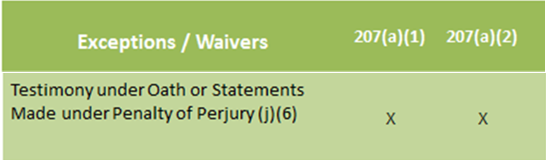 Exceptions / Waivers 207(a)(1) 207(a)(2)
Testimony under Oath or Statements
Made under Penalty of Perjury (j)(6) X X